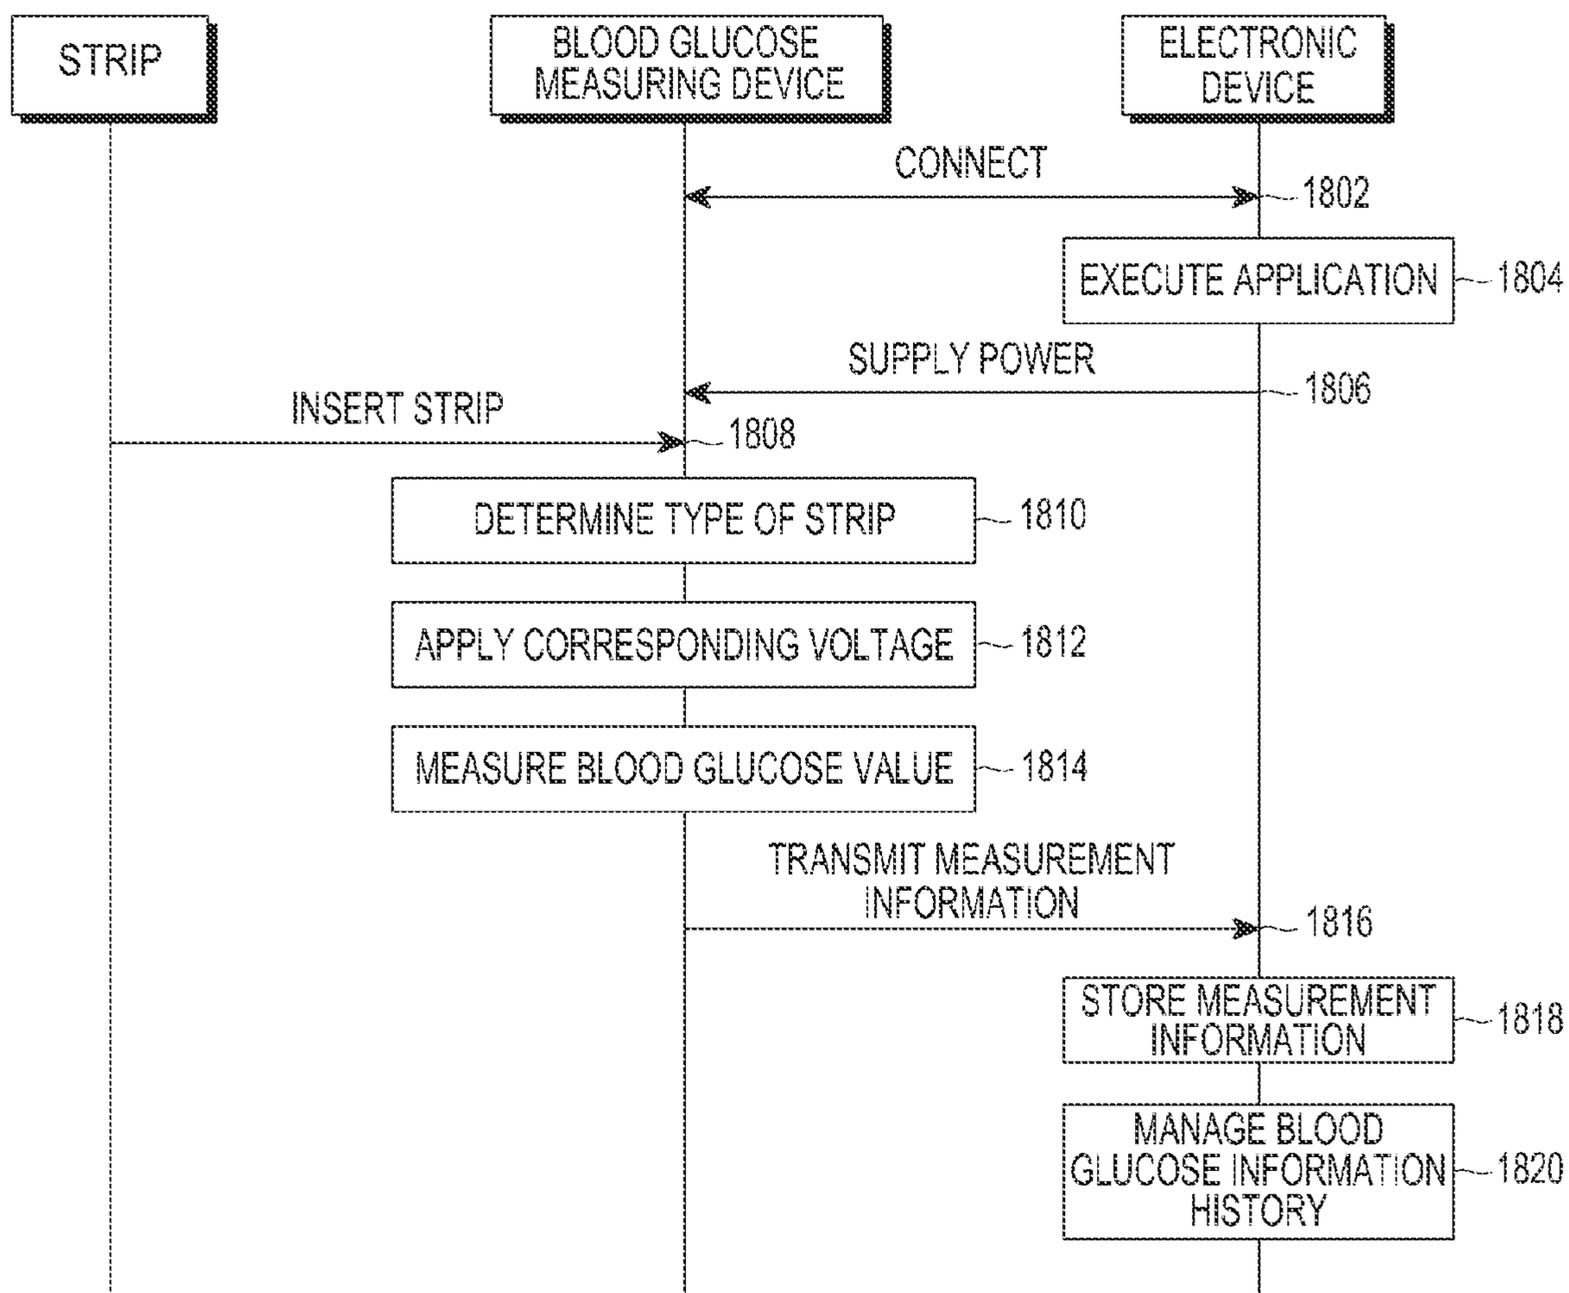 STRIP
BLOOD GLUCOSE
MEASURING DEVICE
ELECTRONIC
DEVICE
CONNECT
1802
EXECUTE APPLICATION
1804
SUPPLY POWER
1806
INSERT STRIP
1808
DETERMINE TYPE OF STRIP
1810
APPLY CORRESPONDING VOLTAGE
1812
MEASURE BLOOD GLUCOSE VALUE
1814
TRANSMIT MEASUREMENT
INFORMATION
1816
STORE MEASUREMENT
INFORMATION
1818
MANAGE BLOOD
GLUCOSE INFORMATION
HISTORY
1820